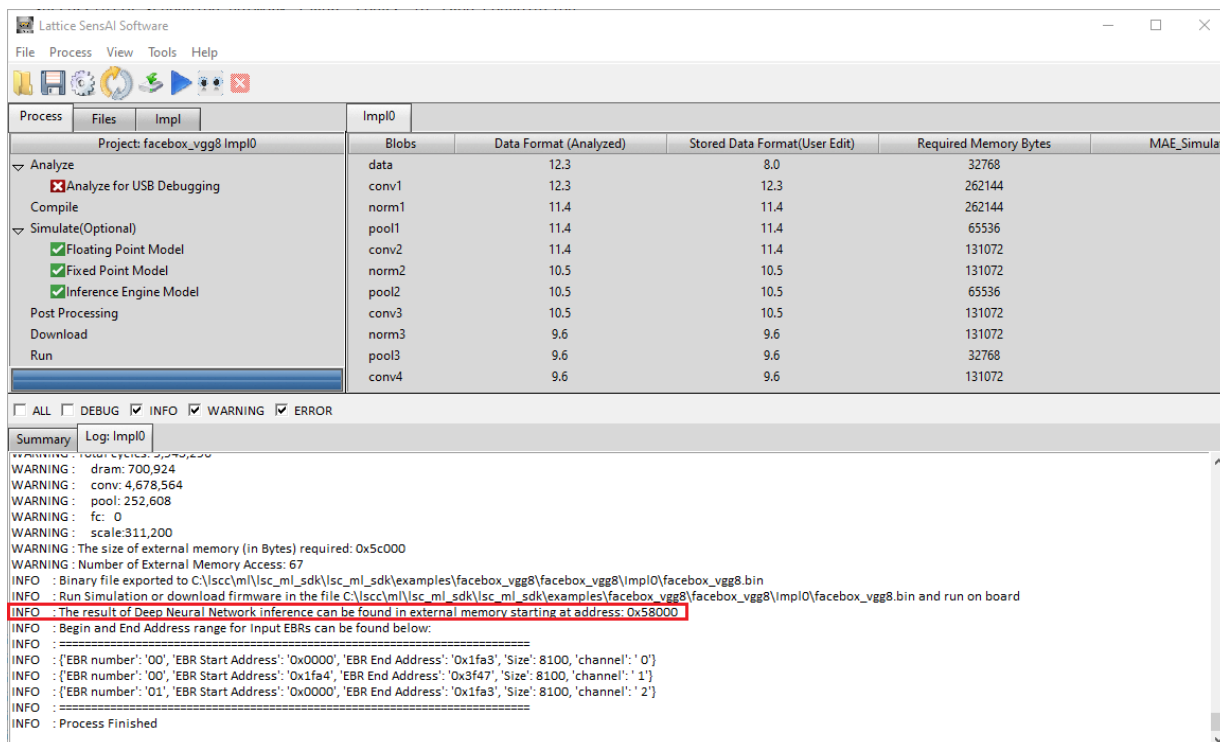 Lattice SensAI Software
File Process View Tools Help
Process Files Impl
Project: facebox_vgg8 Impl0
Analyze
Analyze for USB Debugging
Compile
Simulate(Optional)
Floating Point Model
Fixed Point Model
Inference Engine Model
Post Processing
Download
Run
Impl0
Blobs Data Format (Analyzed) Stored Data Format(User Edit) Required Memory Bytes MAE_Simula
data 12.3 8.0 32768
conv1 12.3 12.3 262144
norm1 11.4 11.4 262144
pool1 11.4 11.4 65536
conv2 11.4 11.4 131072
norm2 10.5 10.5 131072
pool2 10.5 10.5 65536
conv3 10.5 10.5 131072
norm3 9.6 9.6 131072
pool3 9.6 9.6 32768
conv4 9.6 9.6 131072
ALL DEBUG INFO WARNING ERROR
Summary Log: Impl0
WARNING : Total cycles:
WARNING : dram: 700,924
WARNING : conv: 4,678,564
WARNING : pool: 252,608
WARNING : fc: 0
WARNING : scale:311,200
WARNING : The size of external memory (in Bytes) required: 0x5c000
WARNING : Number of External Memory Access: 67
INFO : Binary file exported to C:\lscc\ml\lsc_ml_sdk\lsc_ml_sdk\examples\facebox_vgg8\facebox_vgg8\Impl0\facebox_vgg8.bin
INFO : Run Simulation or download firmware in the file C:\lscc\ml\lsc_ml_sdk\lsc_ml_sdk\examples\facebox_vgg8\facebox_vgg8\Impl0\facebox_vgg8.bin and run on board
INFO : The result of Deep Neural Network inference can be found in external memory starting at address: 0x58000
INFO : Begin and End Address range for Input EBRs can be found below:
INFO : ==========================================================================
INFO : {'EBR number': '00', 'EBR Start Address': '0x0000', 'EBR End Address': '0x1fa3', 'Size': 8100, 'channel': ' 0'}
INFO : {'EBR number': '00', 'EBR Start Address': '0x1fa4', 'EBR End Address': '0x3f47', 'Size': 8100, 'channel': ' 1'}
INFO : {'EBR number': '01', 'EBR Start Address': '0x0000', 'EBR End Address': '0x1fa3', 'Size': 8100, 'channel': ' 2'}
INFO : ==========================================================================
INFO : Process Finished